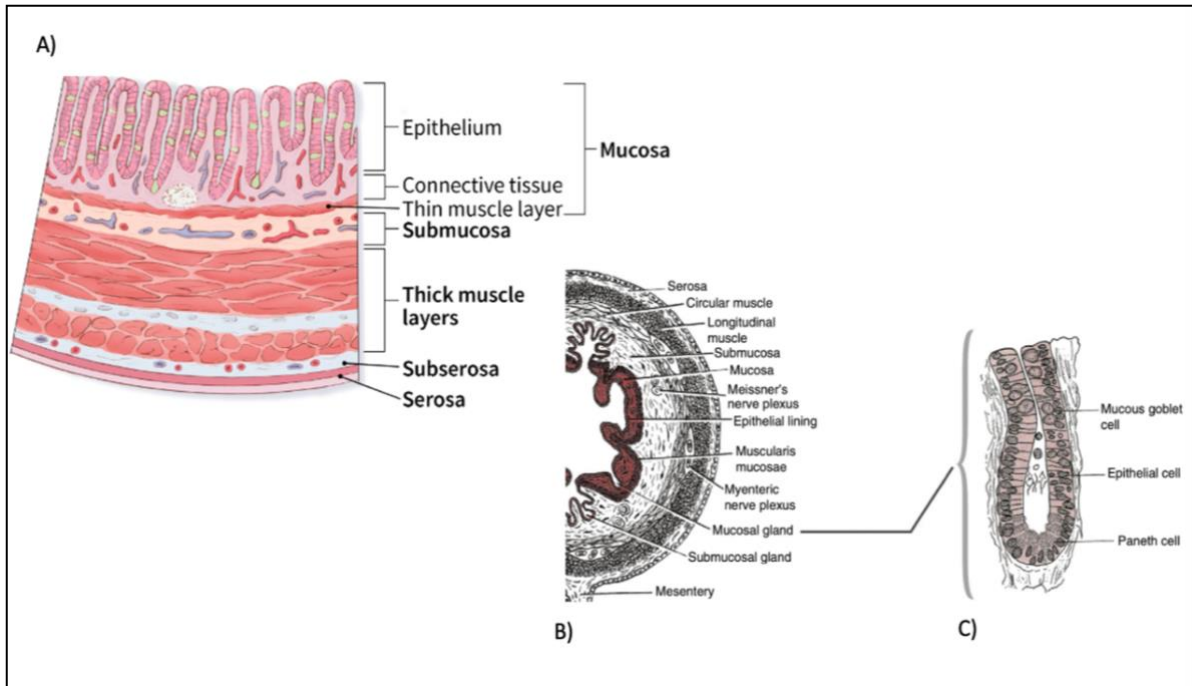 A)
Epithelium
Connective tissue
Thin muscle layer
Mucosa
Submucosa
Thick muscle
layers
Subserosa
Serosa
Serosa
Circular muscle
Longitudinal
muscle
Submucosa
Mucosa
Meissner's
nerve plexus
Epithelial lining
Muscularis
mucosae
Myenteric
nerve plexus
Mucosal gland
Submucosal gland
Mesentery
B)
Mucous goblet
cell
Epithelial cell
Paneth cell
C)